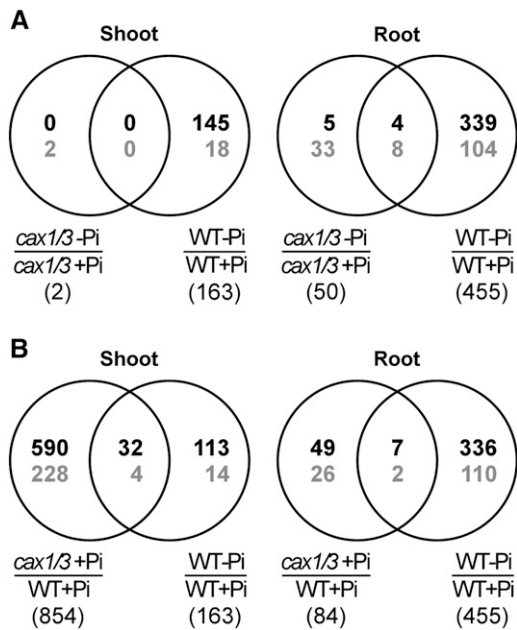 A
Shoot
Root
0 0 145
2 0 18
5 4 339
33 8 104
cax1/3 -Pi
cax1/3 +Pi
(2)
WT-Pi
WT+Pi
(163)
cax1/3 -Pi
cax1/3 +Pi
(50)
WT-Pi
WT+Pi
(455)
B
Shoot
Root
590 32 113
228 4 14
49 7 336
26 2 110
cax1/3 +Pi
WT+Pi
(854)
WT-Pi
WT+Pi
(163)
cax1/3 +Pi
WT+Pi
(84)
WT-Pi
WT+Pi
(455)